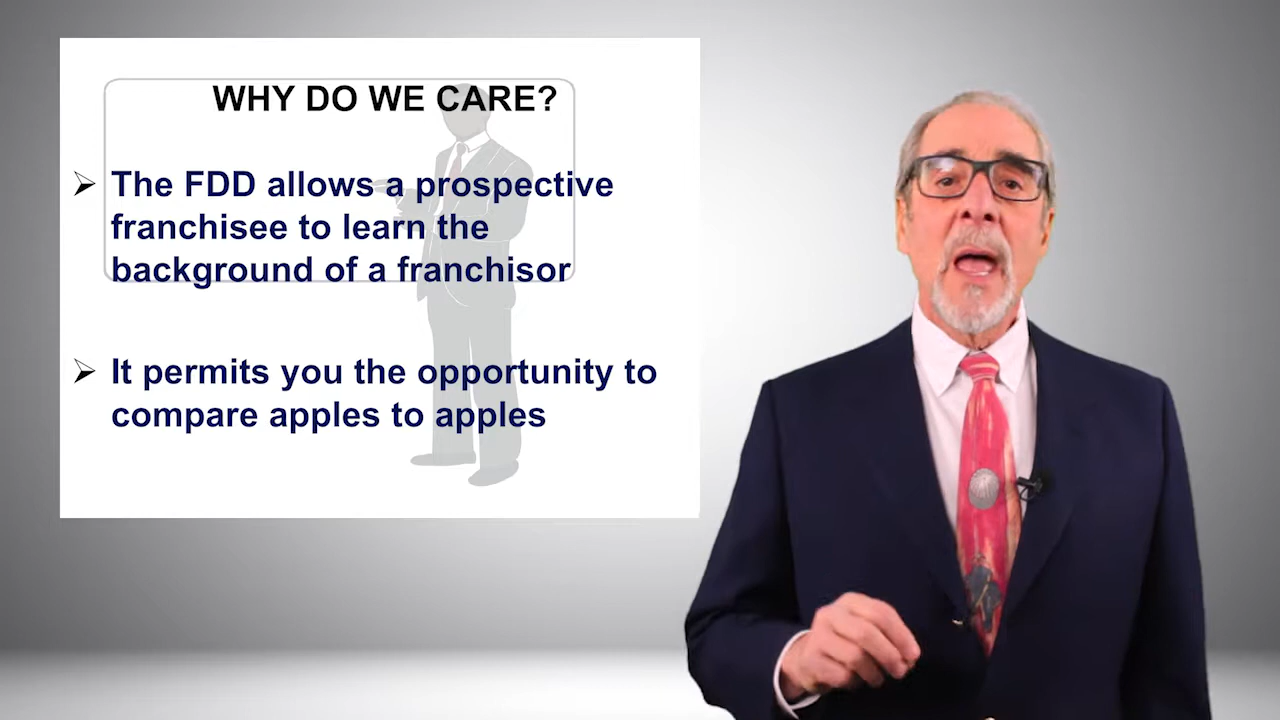 WHY DO WE CARE?
➢ The FDD allows a prospective
franchisee to learn the
background of a franchisor
➢ It permits you the opportunity to
compare apples to apples